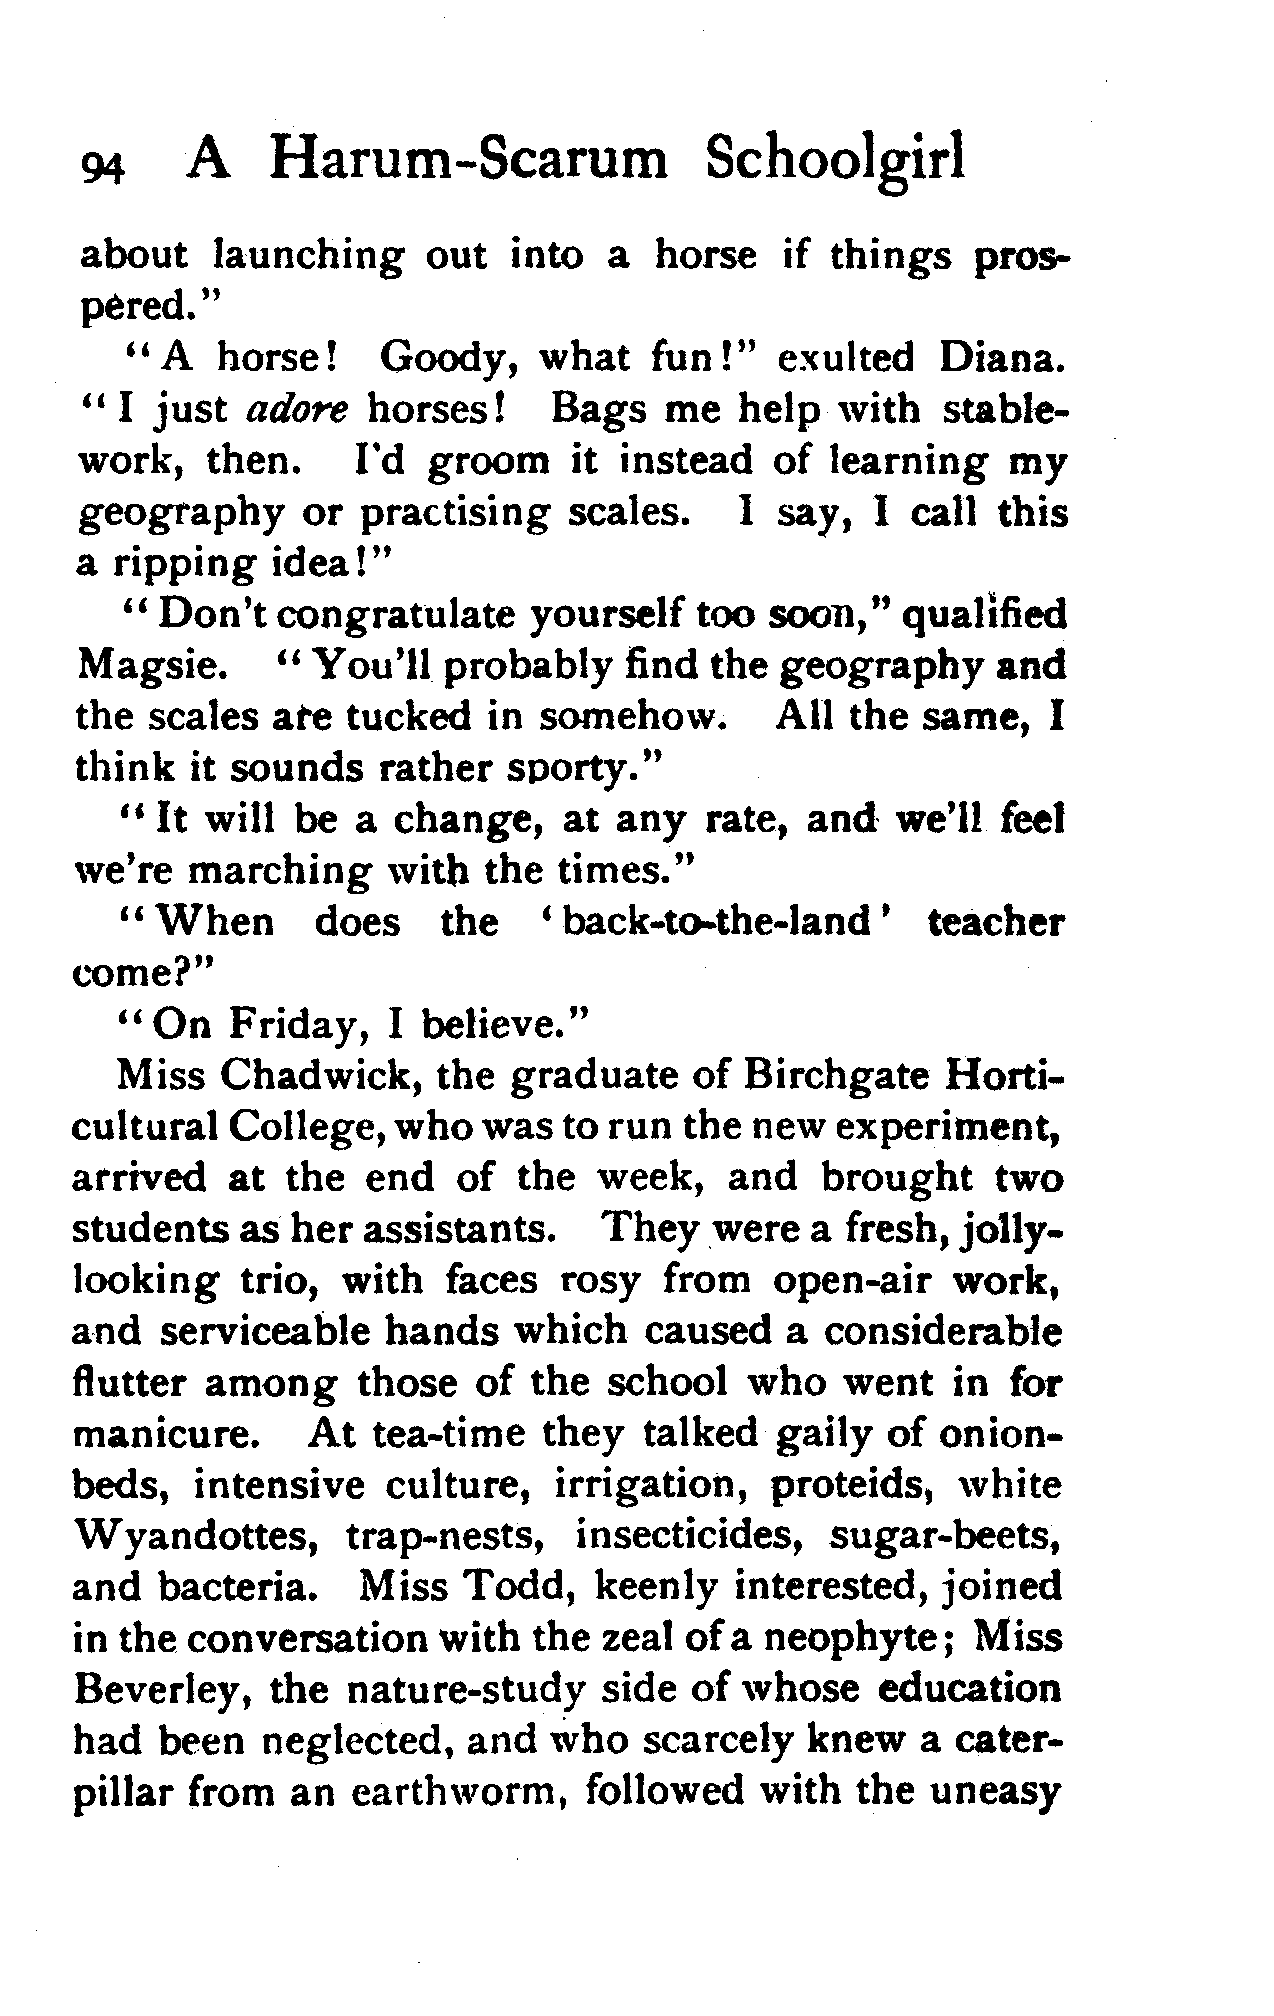 94 A Harum-Scarum Schoolgirl
about launching out into a horse if things pros-
pered."
"A horse! Goody, what fun!" exulted Diana.
"I just adore horses! Bags me help with stable-
work, then. I'd groom it instead of learning my
geography or practising scales. I say, I call this
a ripping idea!"
"Don't congratulate yourself too soon," qualified
Magsie. "You'll probably find the geography and
the scales are tucked in somehow. All the same, I
think it sounds rather sporty."
"It will be a change, at any rate, and we'll feel
we're marching with the times."
"When does the 'back-to-the-land' teacher
come?"
"On Friday, I believe."
Miss Chadwick, the graduate of Birchgate Horti-
cultural College, who was to run the new experiment,
arrived at the end of the week, and brought two
students as her assistants. They were a fresh, jolly-
looking trio, with faces rosy from open-air work,
and serviceable hands which caused a considerable
flutter among those of the school who went in for
manicure. At tea-time they talked gaily of onion-
beds, intensive culture, irrigation, proteids, white
Wyandottes, trap-nests, insecticides, sugar-beets,
and bacteria. Miss Todd, keenly interested, joined
in the conversation with the zeal of a neophyte; Miss
Beverley, the nature-study side of whose education
had been neglected, and who scarcely knew a cater-
pillar from an earthworm, followed with the uneasy